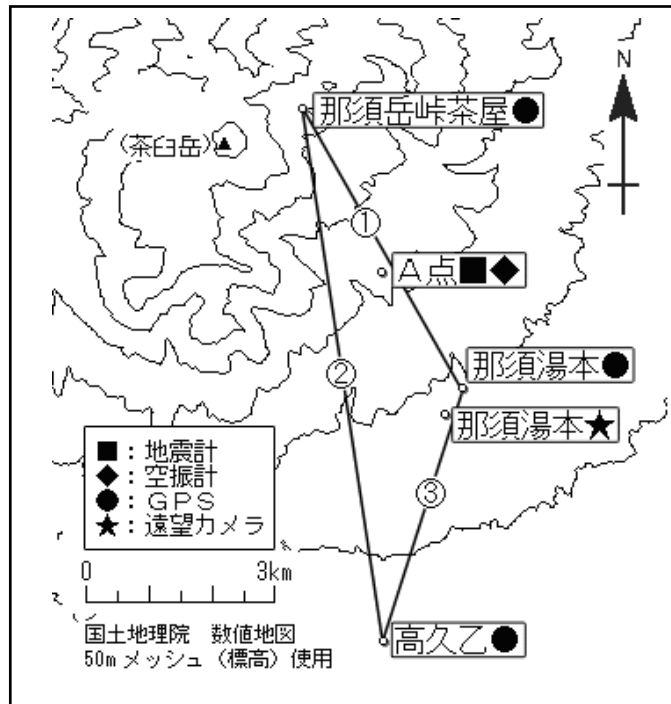 N
那須岳峠茶屋●
(茶臼岳)▲
①
A点■◆
②
那須湯本●
那須湯本★
■：地震計
◆：空振計
●：GPS
★：遠望カメラ
③
0 3km
国土地理院 数値地図
50mメッシュ（標高）使用
高久乙●